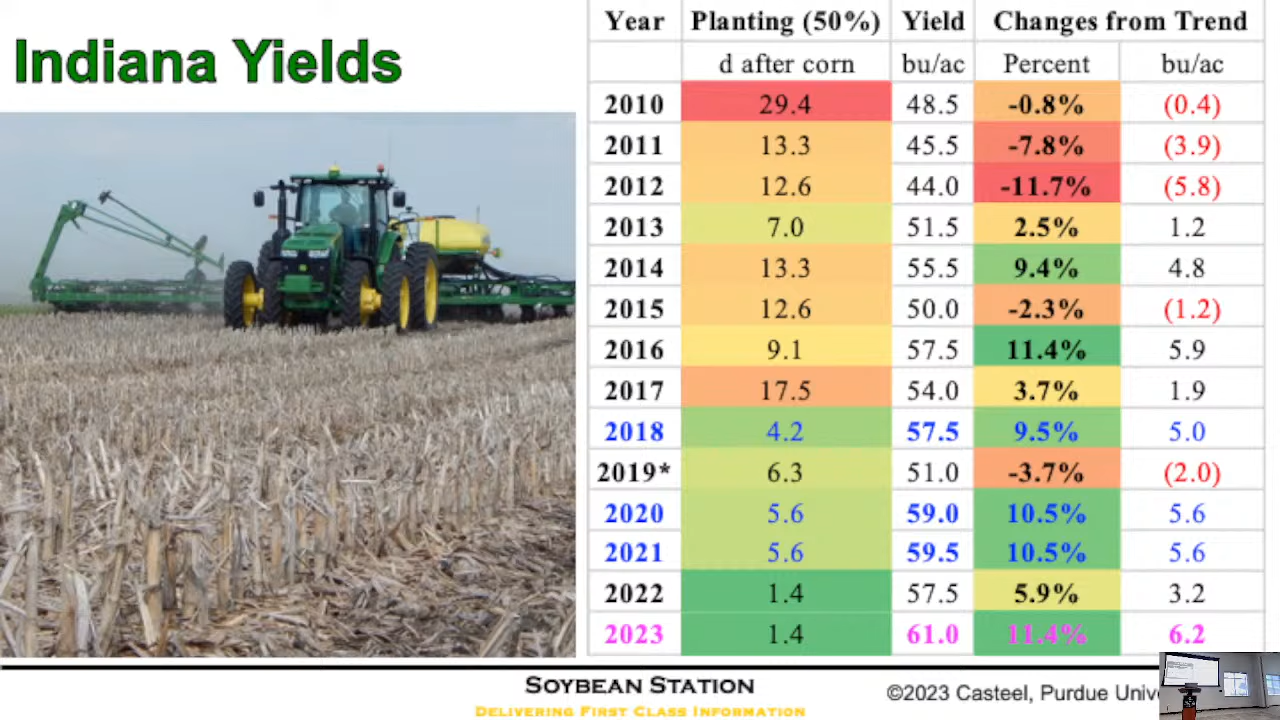 Indiana Yields
Year Planting (50%) Yield Changes from Trend
d after corn bu/ac Percent bu/ac
2010 29.4 48.5 -0.8% (0.4)
2011 13.3 45.5 -7.8% (3.9)
2012 12.6 44.0 -11.7% (5.8)
2013 7.0 51.5 2.5% 1.2
2014 13.3 55.5 9.4% 4.8
2015 12.6 50.0 -2.3% (1.2)
2016 9.1 57.5 11.4% 5.9
2017 17.5 54.0 3.7% 1.9
2018 4.2 57.5 9.5% 5.0
2019* 6.3 51.0 -3.7% (2.0)
2020 5.6 59.0 10.5% 5.6
2021 5.6 59.5 10.5% 5.6
2022 1.4 57.5 5.9% 3.2
2023 1.4 61.0 11.4% 6.2
SOYBEAN STATION
DELIVERING FIRST CLASS INFORMATION
©2023 Casteel, Purdue Unive